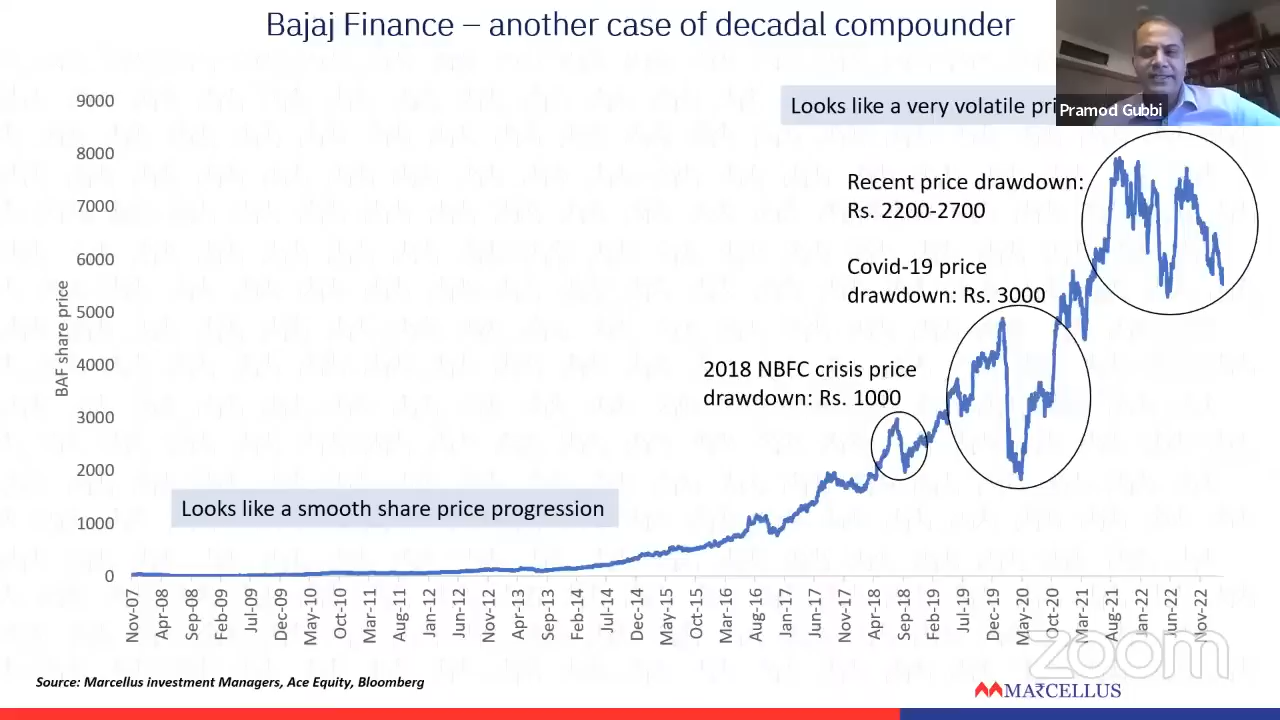 Bajaj Finance – another case of decadal compounder
Pramod Gubbi
Looks like a very volatile
Recent price drawdown:
Rs. 2200-2700
Covid-19 price
drawdown: Rs. 3000
2018 NBFC crisis price
drawdown: Rs. 1000
Looks like a smooth share price progression
BAF share price
9000
8000
7000
6000
5000
4000
3000
2000
1000
0
Nov-07
Apr-08
Sep-08
Feb-09
Jul-09
Dec-09
May-10
Oct-10
Mar-11
Aug-11
Jan-12
Jun-12
Nov-12
Apr-13
Sep-13
Feb-14
Jul-14
Dec-14
May-15
Oct-15
Mar-16
Aug-16
Jan-17
Jun-17
Nov-17
Apr-18
Sep-18
Feb-19
Jul-19
Dec-19
May-20
Oct-20
Mar-21
Aug-21
Jan-22
Jun-22
Nov-22
zoom
Source: Marcellus investment Managers, Ace Equity, Bloomberg
MARCELLUS